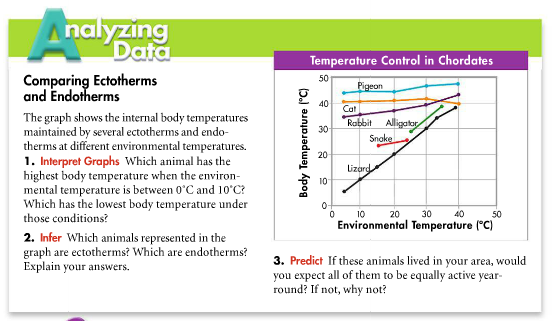 Analyzing
Data
Comparing Ectotherms
and Endotherms
The graph shows the internal body temperatures
maintained by several ectotherms and endo-
therms at different environmental temperatures.
1. Interpret Graphs Which animal has the
highest body temperature when the environ-
mental temperature is between 0°C and 10°C?
Which has the lowest body temperature under
those conditions?
2. Infer Which animals represented in the
graph are ectotherms? Which are endotherms?
Explain your answers.
Temperature Control in Chordates
Body Temperature (°C)
50
40
30
20
10
0
Pigeon
Cat
Rabbit
Alligator
Snake
Lizard
0 10 20 30 40 50
Environmental Temperature (°C)
3. Predict If these animals lived in your area, would
you expect all of them to be equally active year-
round? If not, why not?